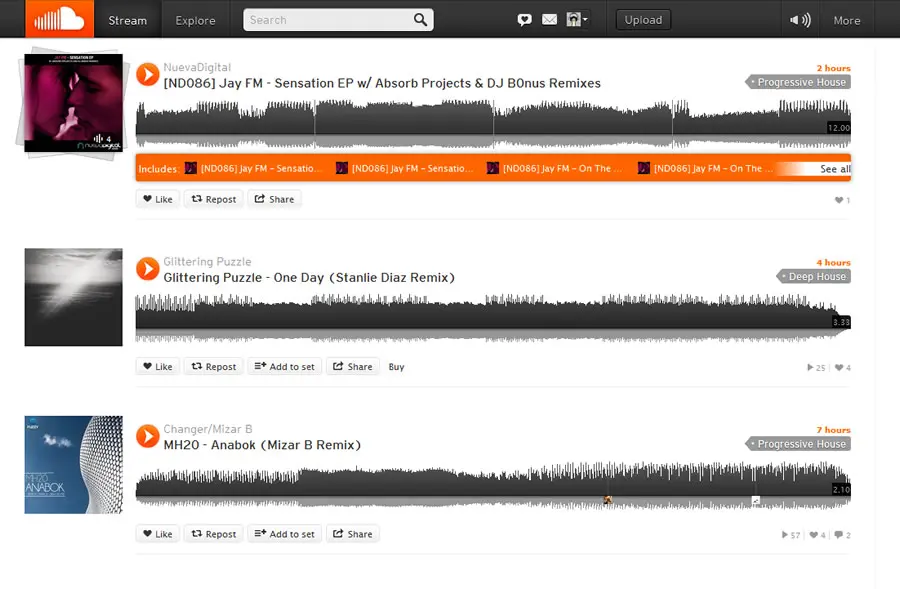 Stream
Explore
Search
Upload
More
NuevaDigital
[ND086] Jay FM - Sensation EP w/ Absorb Projects & DJ B0nus Remixes
2 hours
Progressive House
4
12.00
Includes:
[ND086] Jay FM – Sensatio...
[ND086] Jay FM – Sensatio...
[ND086] Jay FM – On The ...
[ND086] Jay FM – On The ...
See all
Like
Repost
Share
1
Glittering Puzzle
Glittering Puzzle - One Day (Stanlie Diaz Remix)
4 hours
Deep House
3.33
Like
Repost
Add to set
Share
Buy
25
4
Changer/Mizar B
MH20 - Anabok (Mizar B Remix)
7 hours
Progressive House
MH20
ANABOK
2.10
Like
Repost
Add to set
Share
57
4
2